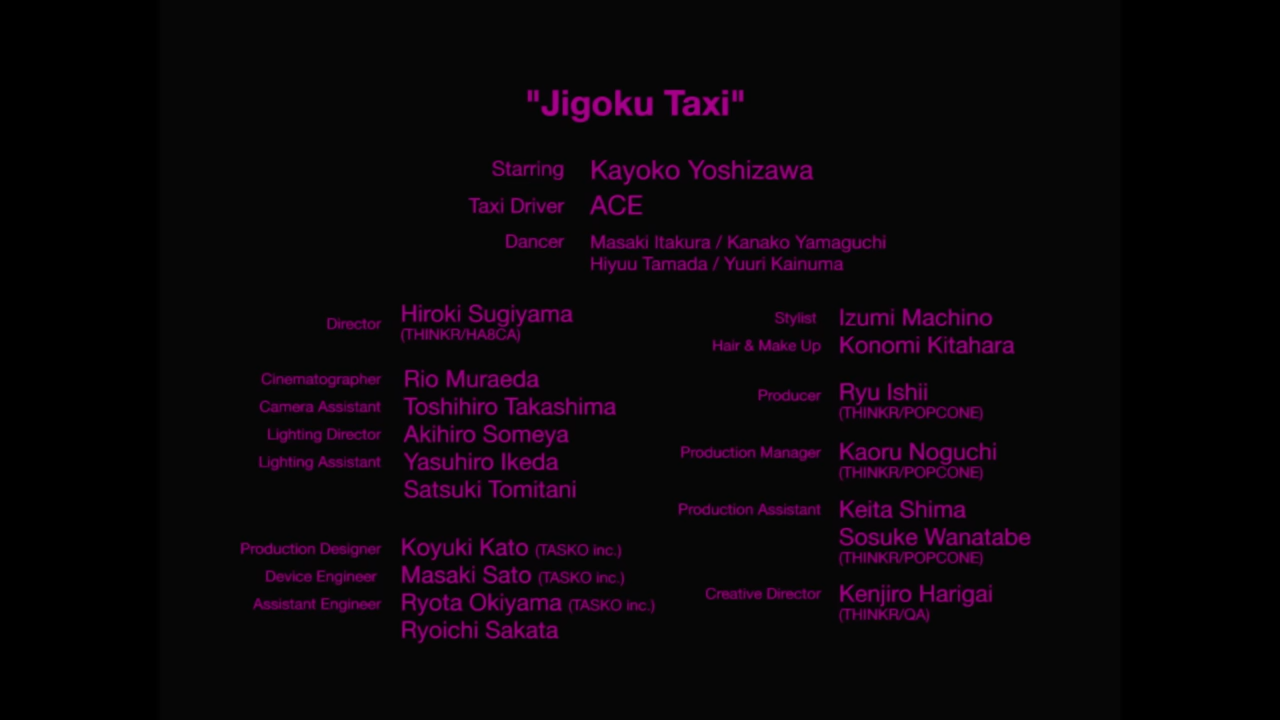 "Jigoku Taxi"
Starring Kayoko Yoshizawa
Taxi Driver ACE
Dancer Masaki Itakura / Kanako Yamaguchi
Hiyuu Tamada / Yuuri Kainuma
Director Hiroki Sugiyama
(THINKR/HA8CA)
Cinematographer Rio Muraeda
Camera Assistant Toshihiro Takashima
Lighting Director Akihiro Someya
Lighting Assistant Yasuhiro Ikeda
Satsuki Tomitani
Production Designer Koyuki Kato (TASKO inc.)
Device Engineer Masaki Sato (TASKO inc.)
Assistant Engineer Ryota Okiyama (TASKO inc.)
Ryoichi Sakata
Stylist Izumi Machino
Hair & Make Up Konomi Kitahara
Producer Ryu Ishii
(THINKR/POPCONE)
Production Manager Kaoru Noguchi
(THINKR/POPCONE)
Production Assistant Keita Shima
Sosuke Wanatabe
(THINKR/POPCONE)
Creative Director Kenjiro Harigai
(THINKR/QA)